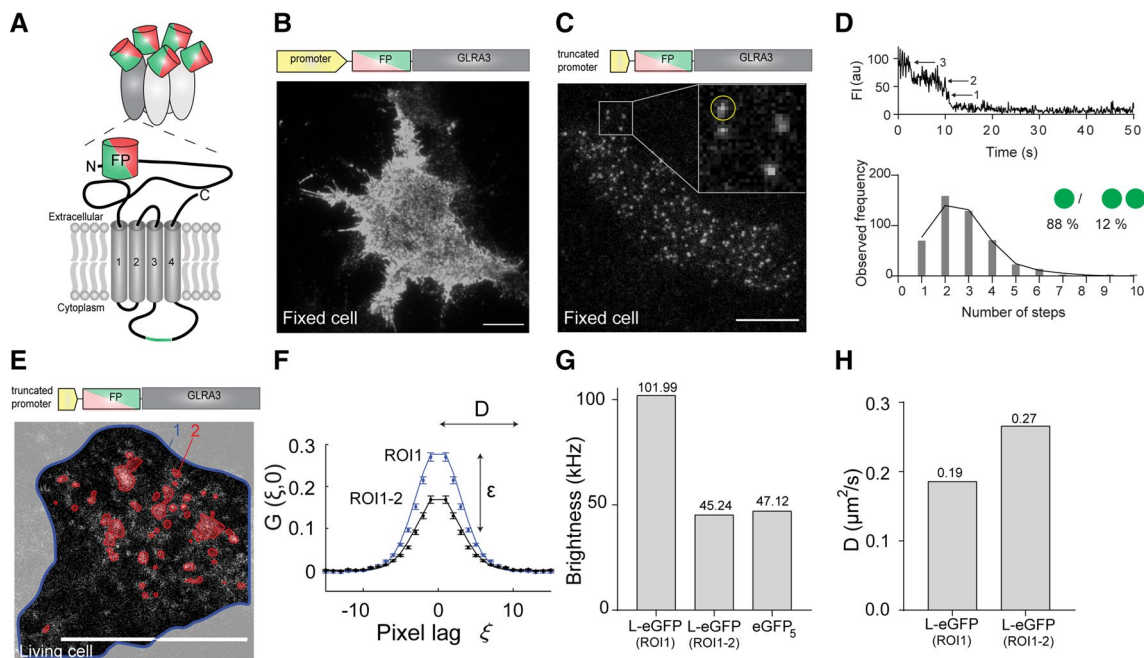 A
N
FP
C
Extracellular
1 2 3 4
Cytoplasm
B
promoter FP GLRA3
Fixed cell
C
truncated promoter FP GLRA3
Fixed cell
D
FI (au)
100
50
0
3
2
1
0 10 20 30 40 50
Time (s)
Observed frequency
200
100
0
/
88 % 12 %
0 1 2 3 4 5 6 7 8 9 10
Number of steps
E
truncated promoter FP GLRA3
1 2
Living cell
F
D
G (ξ,0)
0.3
0.2
0.1
0
ROI1
ROI1-2
ε
-10 0 10
Pixel lag ξ
G
Brightness (kHz)
100
50
0
101.99
45.24
47.12
L-eGFP (ROI1)
L-eGFP (ROI1-2)
eGFP5
H
D (µm²/s)
0.3
0.2
0.1
0.0
0.19
0.27
L-eGFP (ROI1)
L-eGFP (ROI1-2)